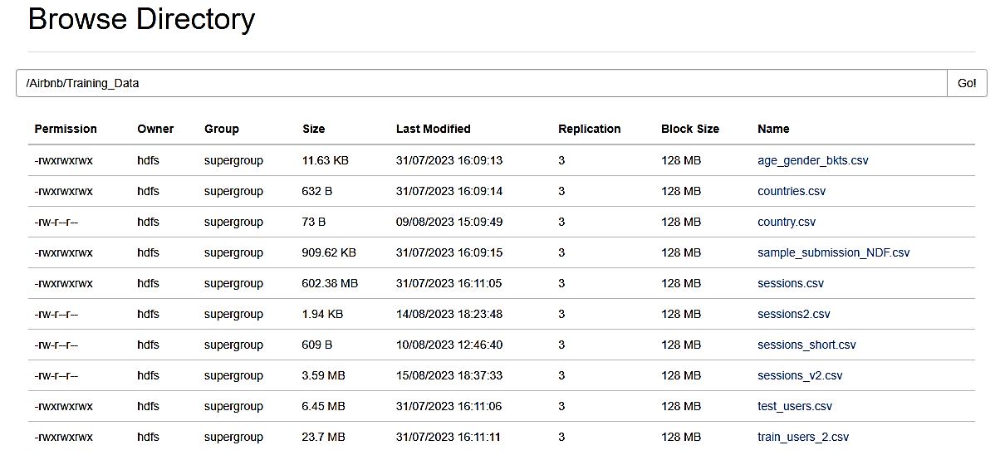 Browse Directory
/Airbnb/Training_Data Go!
Permission Owner Group Size Last Modified Replication Block Size Name
-rwxrwxrwx hdfs supergroup 11.63 KB 31/07/2023 16:09:13 3 128 MB age_gender_bkts.csv
-rwxrwxrwx hdfs supergroup 632 B 31/07/2023 16:09:14 3 128 MB countries.csv
-rw-r--r-- hdfs supergroup 73 B 09/08/2023 15:09:49 3 128 MB country.csv
-rwxrwxrwx hdfs supergroup 909.62 KB 31/07/2023 16:09:15 3 128 MB sample_submission_NDF.csv
-rwxrwxrwx hdfs supergroup 602.38 MB 31/07/2023 16:11:05 3 128 MB sessions.csv
-rw-r--r-- hdfs supergroup 1.94 KB 14/08/2023 18:23:48 3 128 MB sessions2.csv
-rw-r--r-- hdfs supergroup 609 B 10/08/2023 12:46:40 3 128 MB sessions_short.csv
-rw-r--r-- hdfs supergroup 3.59 MB 15/08/2023 18:37:33 3 128 MB sessions_v2.csv
-rwxrwxrwx hdfs supergroup 6.45 MB 31/07/2023 16:11:06 3 128 MB test_users.csv
-rwxrwxrwx hdfs supergroup 23.7 MB 31/07/2023 16:11:11 3 128 MB train_users_2.csv